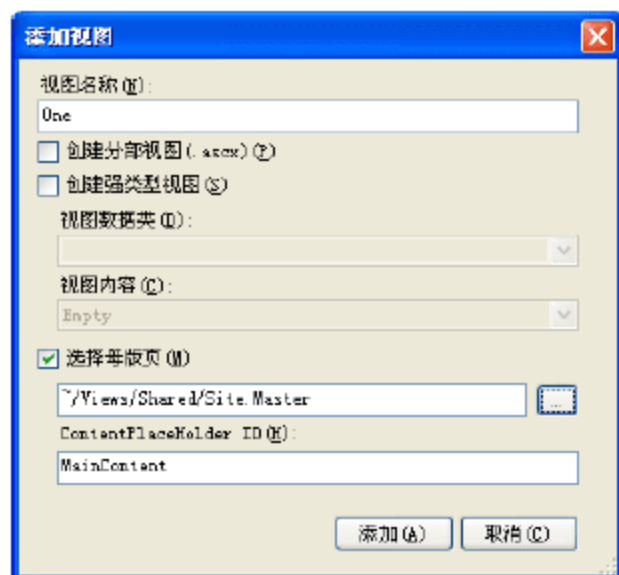 添加视图
视图名称(N):
One
创建分部视图(.ascx)(P)
创建强类型视图(S)
视图数据类(D):
视图内容(C):
Empty
选择母版页(M)
~/Views/Shared/Site.Master
...
ContentPlaceHolder ID(H):
MainContent
添加(A) 取消(C)